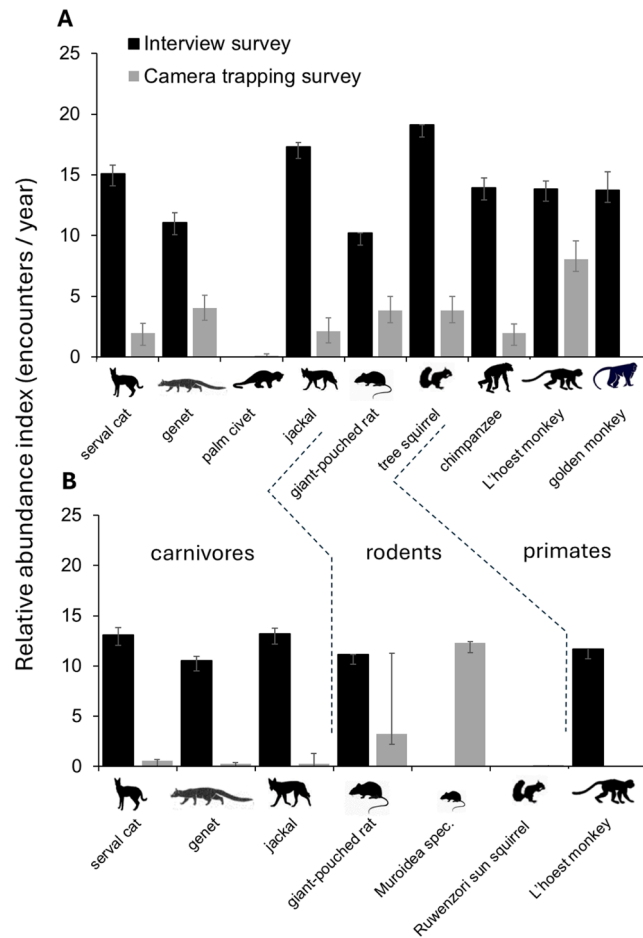 A
Interview survey
Camera trapping survey
Relative abundance index (encounters / year)
25
20
15
10
5
0
serval cat
genet
palm civet
jackal
giant-pouched rat
tree squirrel
chimpanzee
L'hoest monkey
golden monkey
B
25
20
15
10
5
0
carnivores
rodents
primates
serval cat
genet
jackal
giant-pouched rat
Muroidea spec.
Ruwenzori sun squirrel
L'hoest monkey